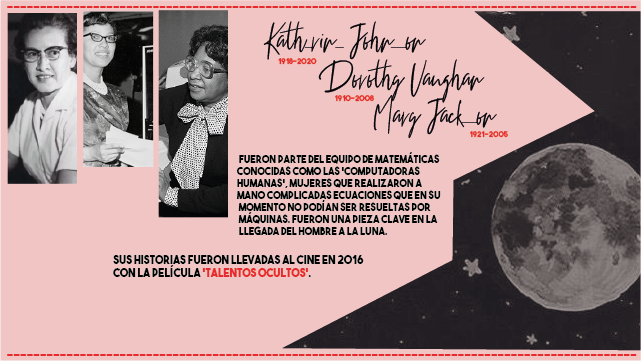 Kath_rin_ John_on
1918-2020
Dorothy Vaughan
1910-2008
Mary Jack_on
1921-2005
FUERON PARTE DEL EQUIPO DE MATEMÁTICAS
CONOCIDAS COMO LAS 'COMPUTADORAS
HUMANAS', MUJERES QUE REALIZARON A
MANO COMPLICADAS ECUACIONES QUE EN SU
MOMENTO NO PODÍAN SER RESUELTAS POR
MÁQUINAS. FUERON UNA PIEZA CLAVE EN LA
LLEGADA DEL HOMBRE A LA LUNA.
SUS HISTORIAS FUERON LLEVADAS AL CINE EN 2016
CON LA PELÍCULA 'TALENTOS OCULTOS'.